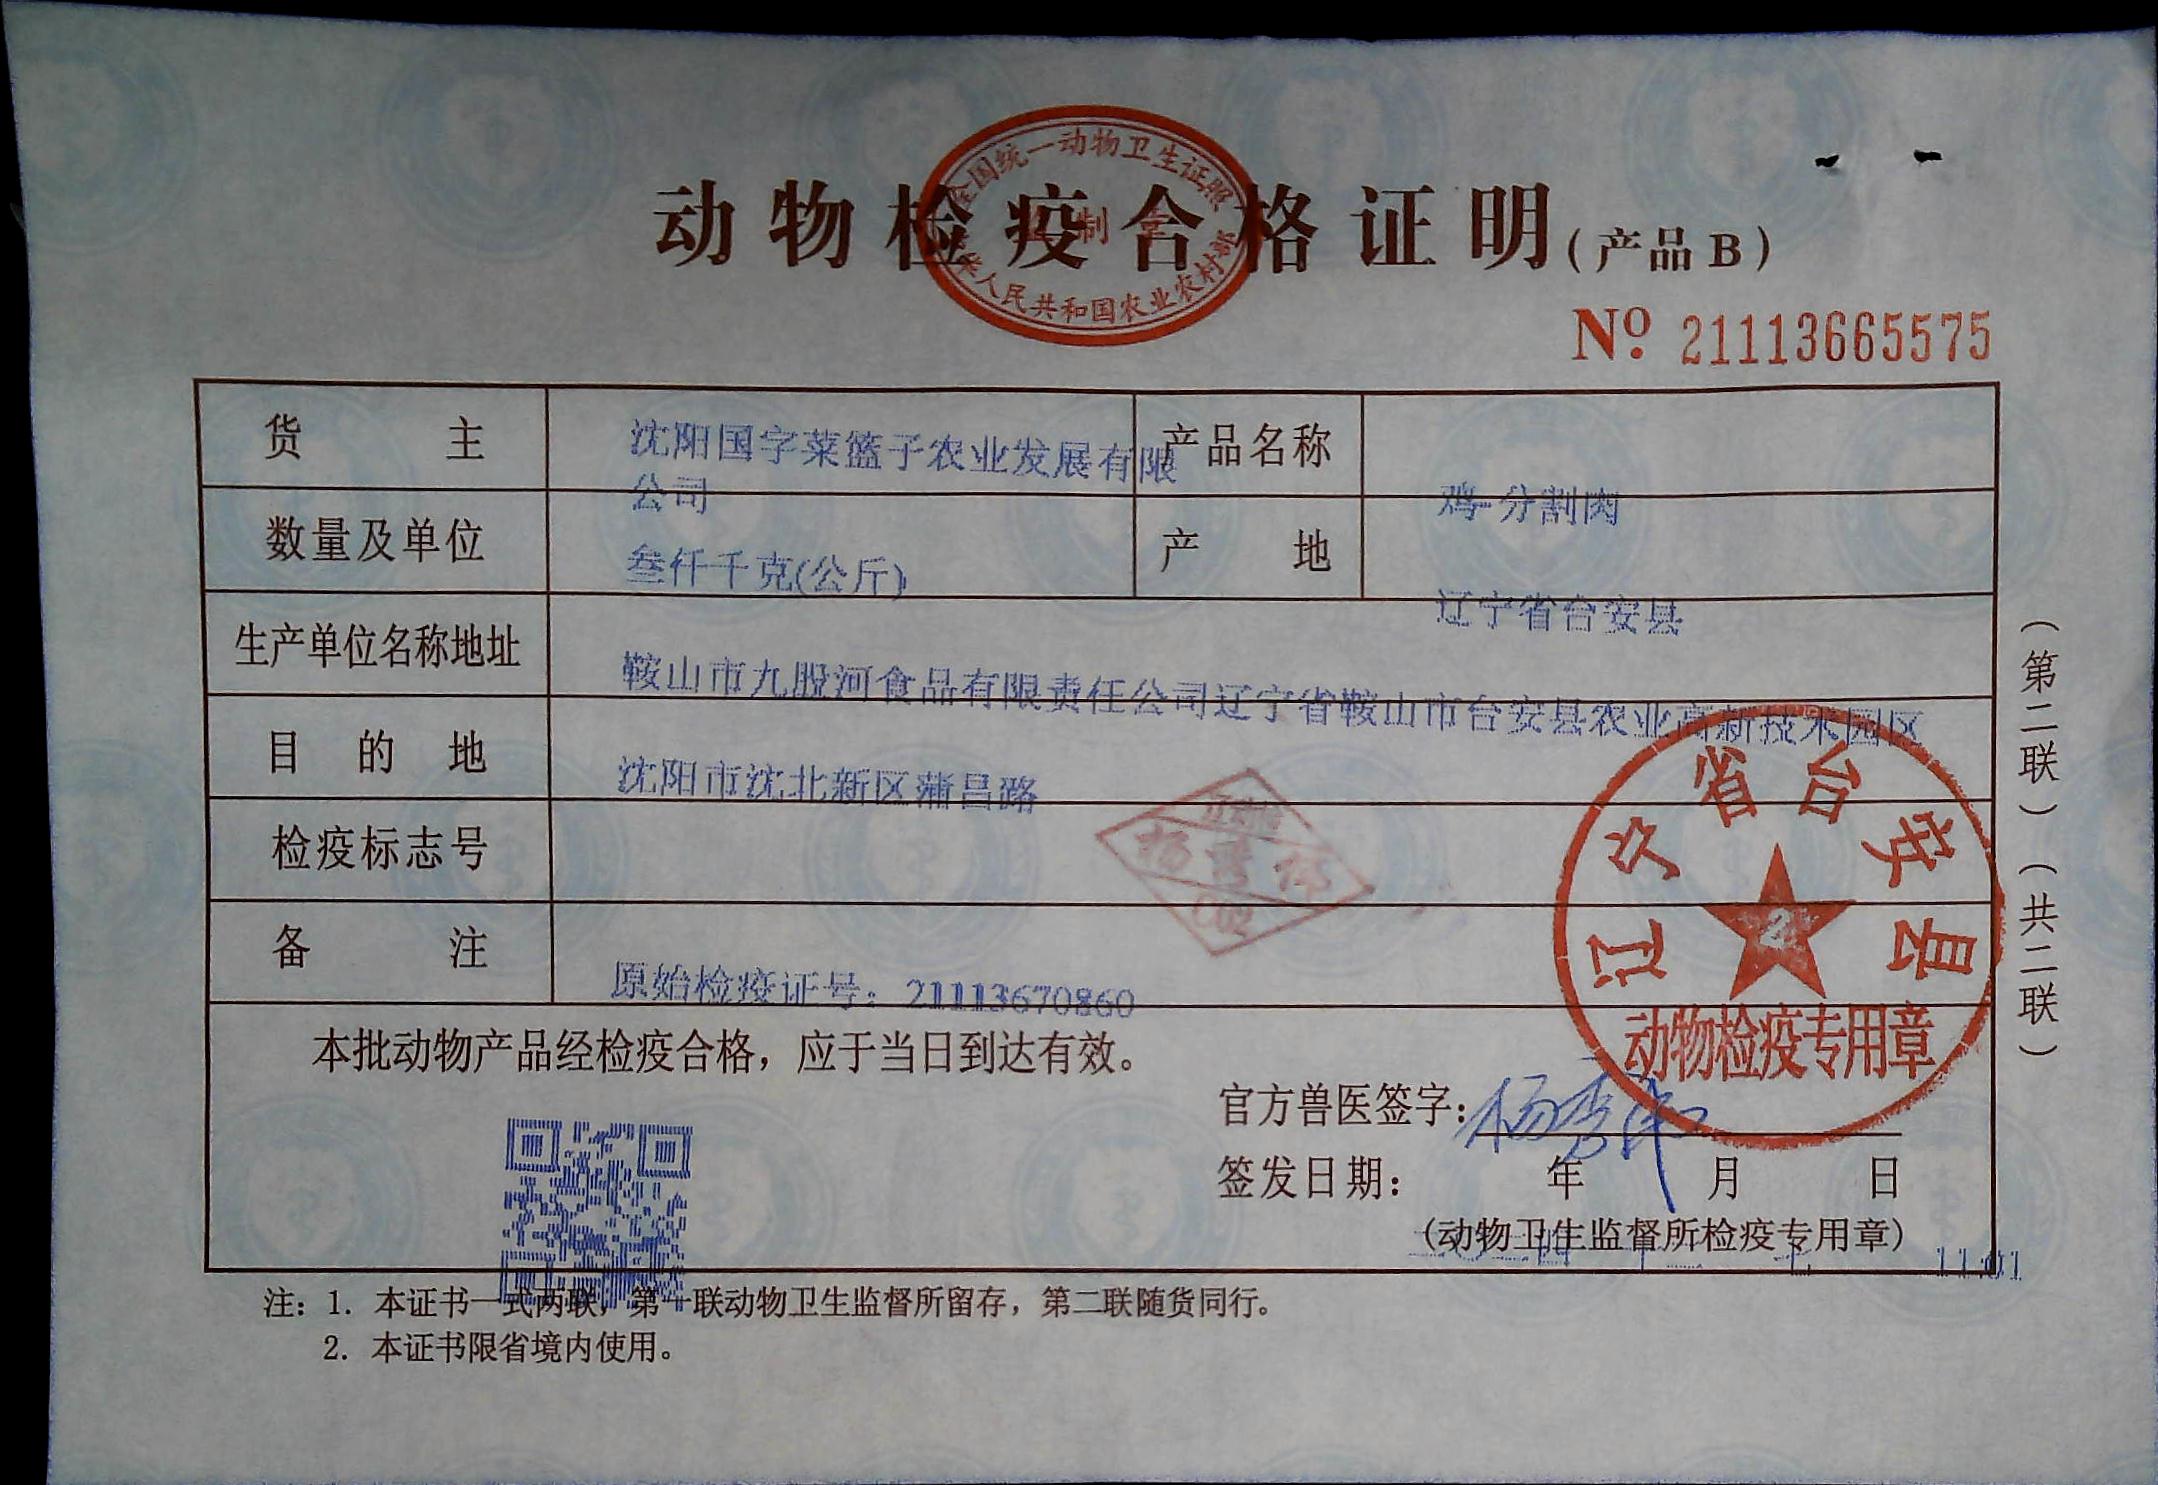 动物检疫合格证明(产品B)
全国统一动物卫生证照
制章
中华人民共和国农业农村部
№ 21113665575
货主 沈阳国字菜篮子农业发展有限公司
产品名称 鸡-分割肉
数量及单位 叁仟千克(公斤)
产地 辽宁省台安县
生产单位名称地址 鞍山市九股河食品有限责任公司辽宁省鞍山市台安县农业高新技术园区
目的地 沈阳市沈北新区蒲昌路
检疫标志号
备注 原始检疫证号：21113670860
002
辽宁省台安县
2
动物检疫专用章
本批动物产品经检疫合格，应于当日到达有效。
官方兽医签字：
签发日期： 年 月 日
(动物卫生监督所检疫专用章)
11:01
注：1. 本证书一式两联，第一联动物卫生监督所留存，第二联随货同行。
2. 本证书限省境内使用。
（第二联）（共二联）